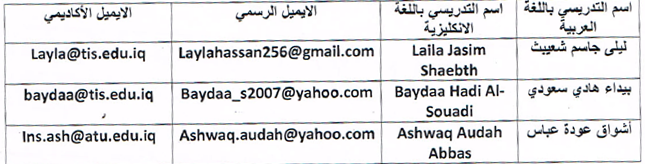 اسم التدريسي باللغة العربية
اسم التدريسي باللغة الانكليزية
الايميل الرسمي
الايميل الأكاديمي
ليلى جاسم شعيبث
Laila Jasim Shaebth
Laylahassan256@gmail.com
Layla@tis.edu.iq
بيداء هادي سعودي
Baydaa Hadi Al-Souadi
Baydaa_s2007@yahoo.com
baydaa@tis.edu.iq
أشواق عودة عباس
Ashwaq Audah Abbas
Ashwaq.audah@yahoo.com
Ins.ash@atu.edu.iq